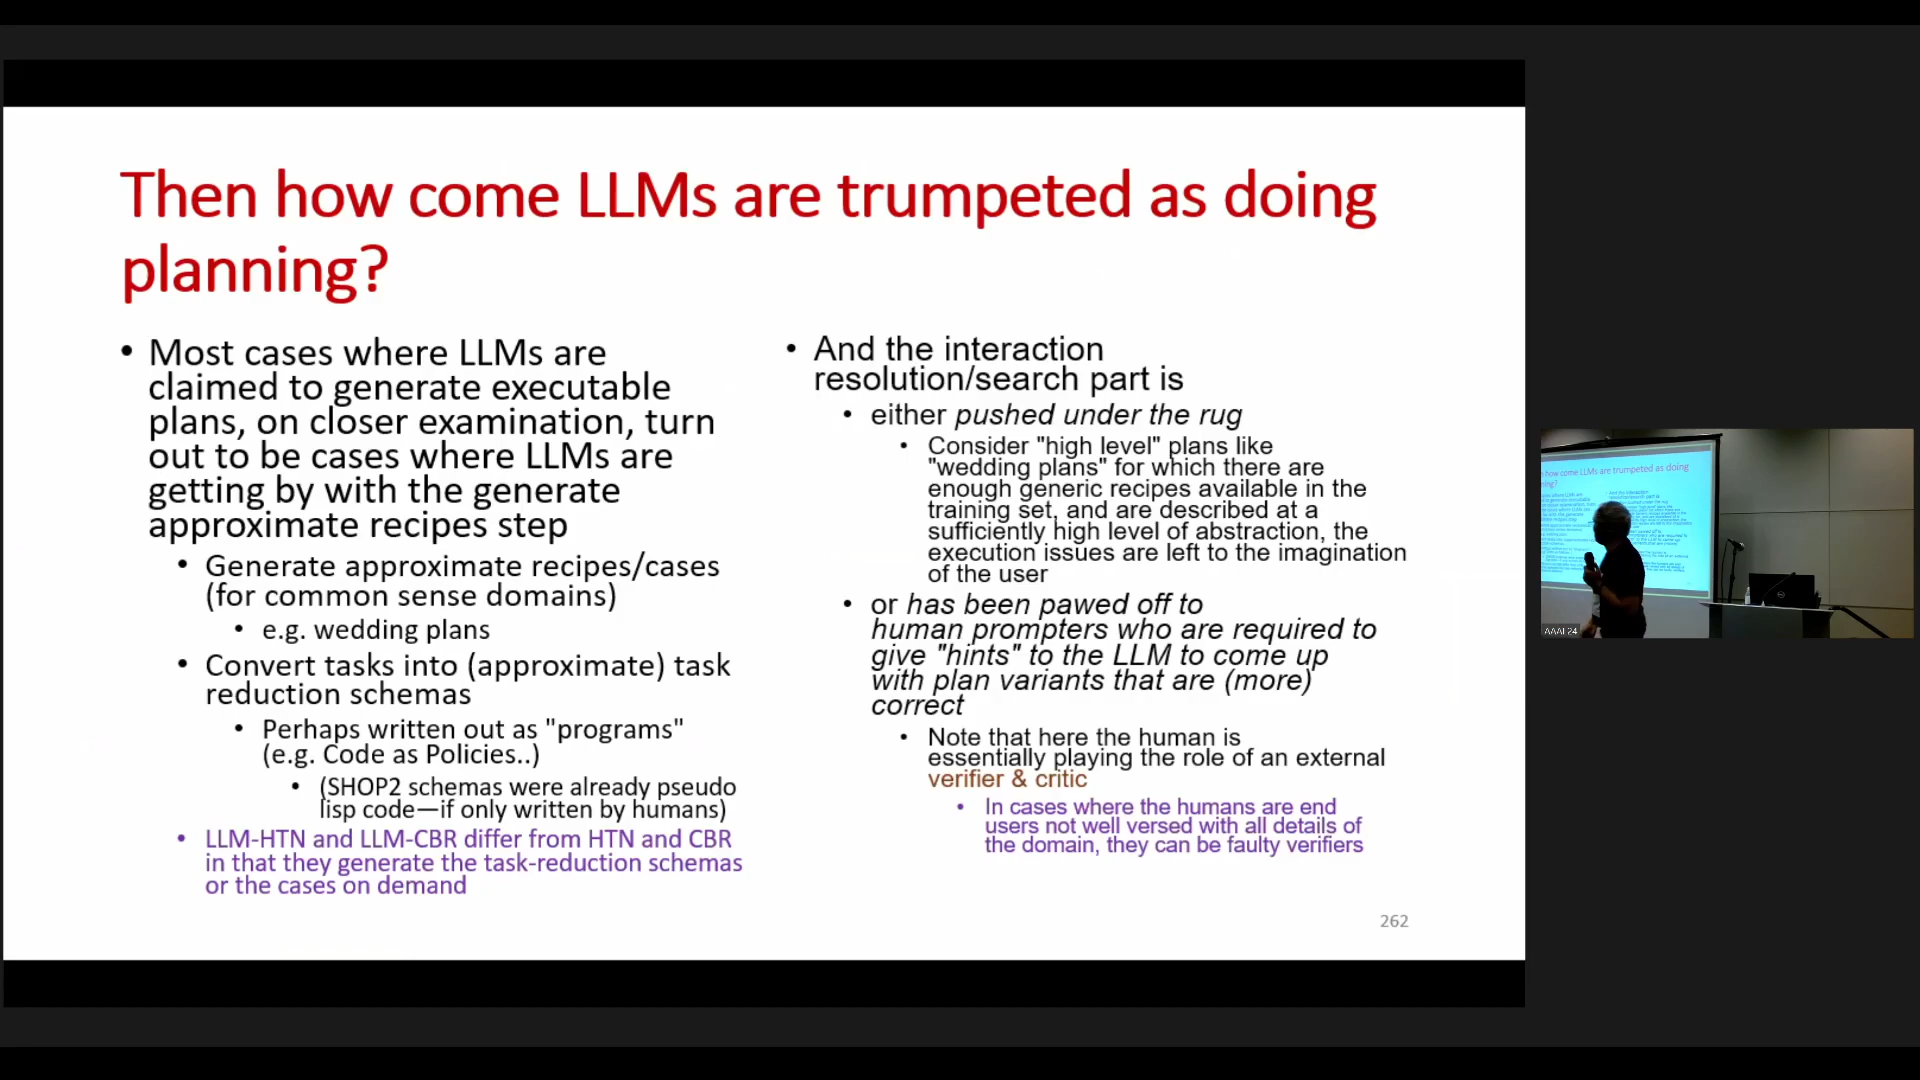 Then how come LLMs are trumpeted as doing
planning?
• Most cases where LLMs are
claimed to generate executable
plans, on closer examination, turn
out to be cases where LLMs are
getting by with the generate
approximate recipes step
• Generate approximate recipes/cases
(for common sense domains)
• e.g. wedding plans
• Convert tasks into (approximate) task
reduction schemas
• Perhaps written out as "programs"
(e.g. Code as Policies..)
• (SHOP2 schemas were already pseudo
lisp code—if only written by humans)
• LLM-HTN and LLM-CBR differ from HTN and CBR
in that they generate the task-reduction schemas
or the cases on demand
• And the interaction
resolution/search part is
• either pushed under the rug
• Consider "high level" plans like
"wedding plans" for which there are
enough generic recipes available in the
training set, and are described at a
sufficiently high level of abstraction, the
execution issues are left to the imagination
of the user
• or has been pawed off to
human prompters who are required to
give "hints" to the LLM to come up
with plan variants that are (more)
correct
• Note that here the human is
essentially playing the role of an external
verifier & critic
• In cases where the humans are end
users not well versed with all details of
the domain, they can be faulty verifiers
262
how come LLMs are trumpeted as doing
AAAI 24